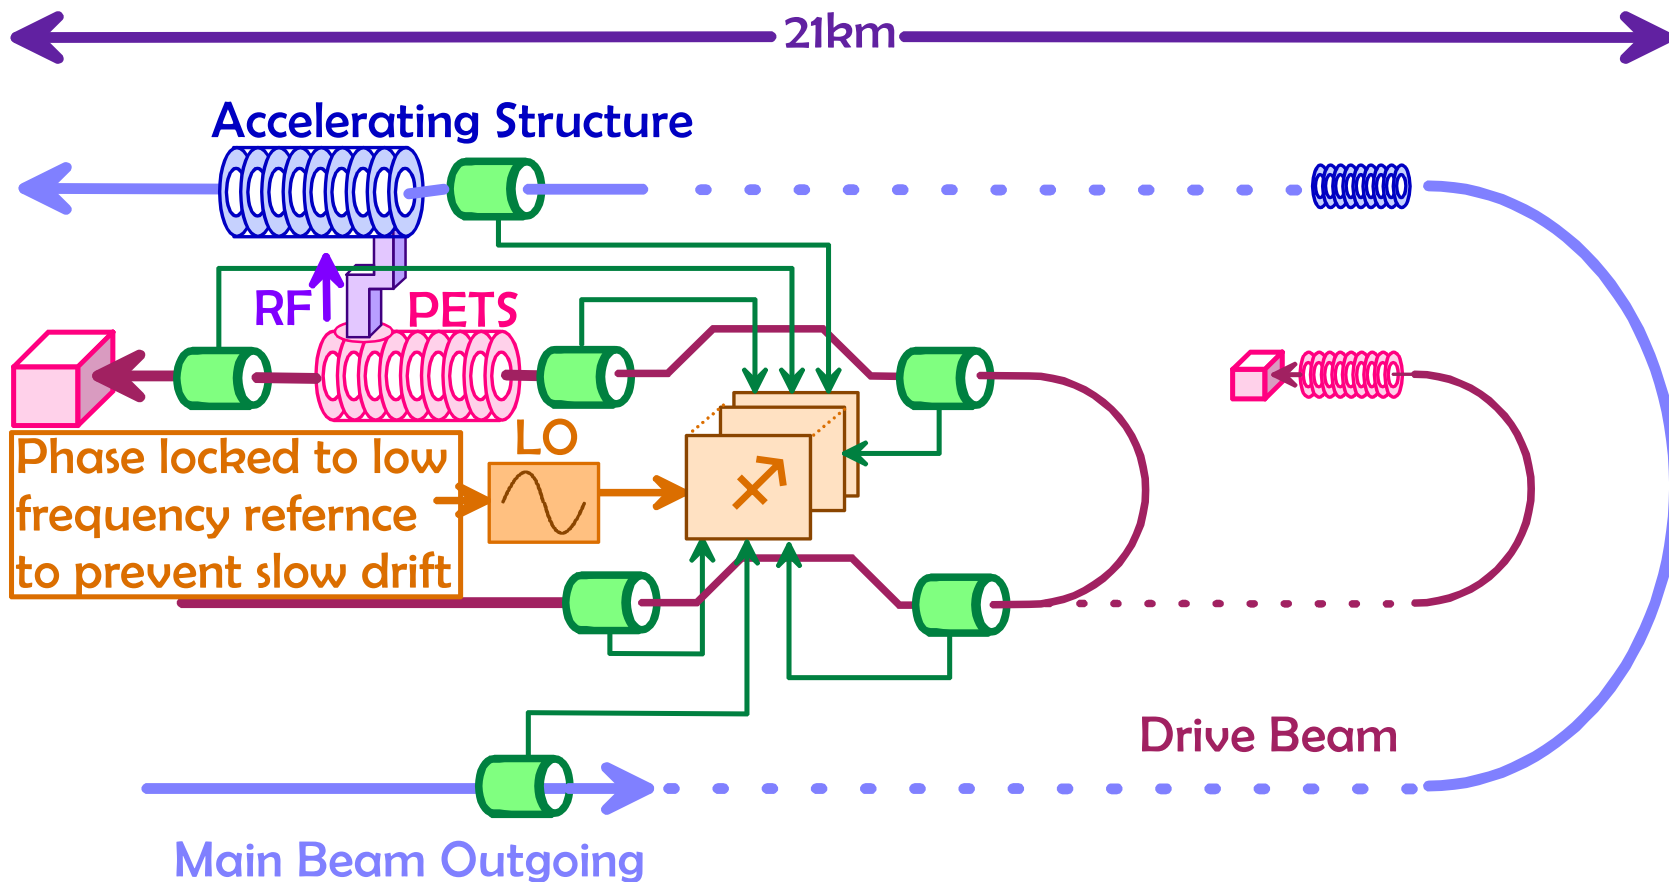 21km
Accelerating Structure
RF
PETS
LO
Phase locked to low
frequency refernce
to prevent slow drift
Drive Beam
Main Beam Outgoing